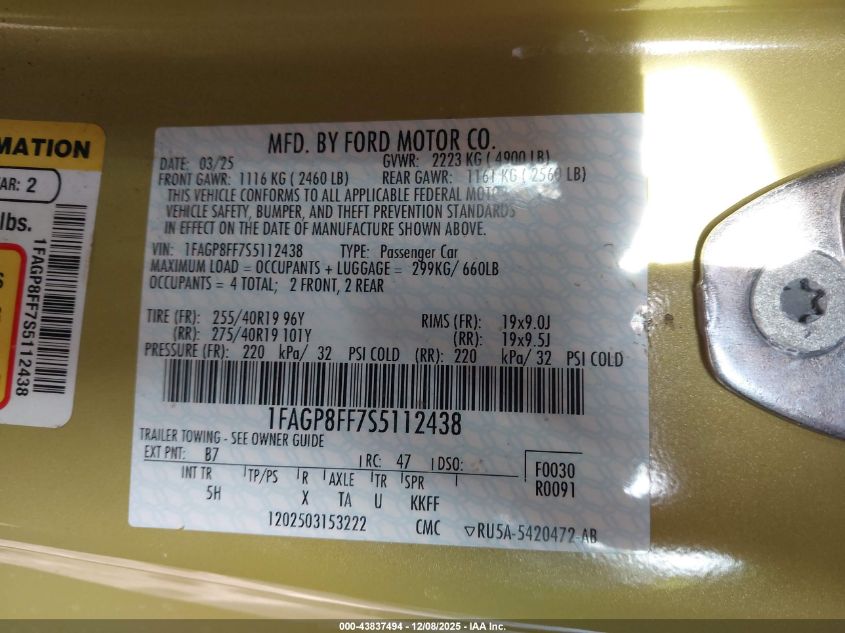 MATION
AR: 2
lbs.
S
1FAGP8FF7S5112438
MFD. BY FORD MOTOR CO.
DATE: 03/25 GVWR: 2223 KG ( 4900 LB)
FRONT GAWR: 1116 KG ( 2460 LB) REAR GAWR: 1161 KG ( 2560 LB)
THIS VEHICLE CONFORMS TO ALL APPLICABLE FEDERAL MOTOR
VEHICLE SAFETY, BUMPER, AND THEFT PREVENTION STANDARDS
IN EFFECT ON THE DATE OF MANUFACTURE SHOWN ABOVE.
VIN: 1FAGP8FF7S5112438 TYPE: Passenger Car
MAXIMUM LOAD = OCCUPANTS + LUGGAGE = 299KG/ 660LB
OCCUPANTS = 4 TOTAL; 2 FRONT, 2 REAR
TIRE (FR): 255/40R19 96Y RIMS (FR): 19x9.0J
(RR): 275/40R19 101Y (RR): 19x9.5J
PRESSURE (FR): 220 kPa/ 32 PSI COLD (RR): 220 kPa/ 32 PSI COLD
1FAGP8FF7S5112438
TRAILER TOWING - SEE OWNER GUIDE
EXT PNT: B7 RC: 47 DSO: F0030
INT TR TP/PS R AXLE TR SPR R0091
5H X TA U KKFF
1202503153222 CMC ▽RU5A-5420472-AB
000-43837494 - 12/08/2025 - IAA Inc.